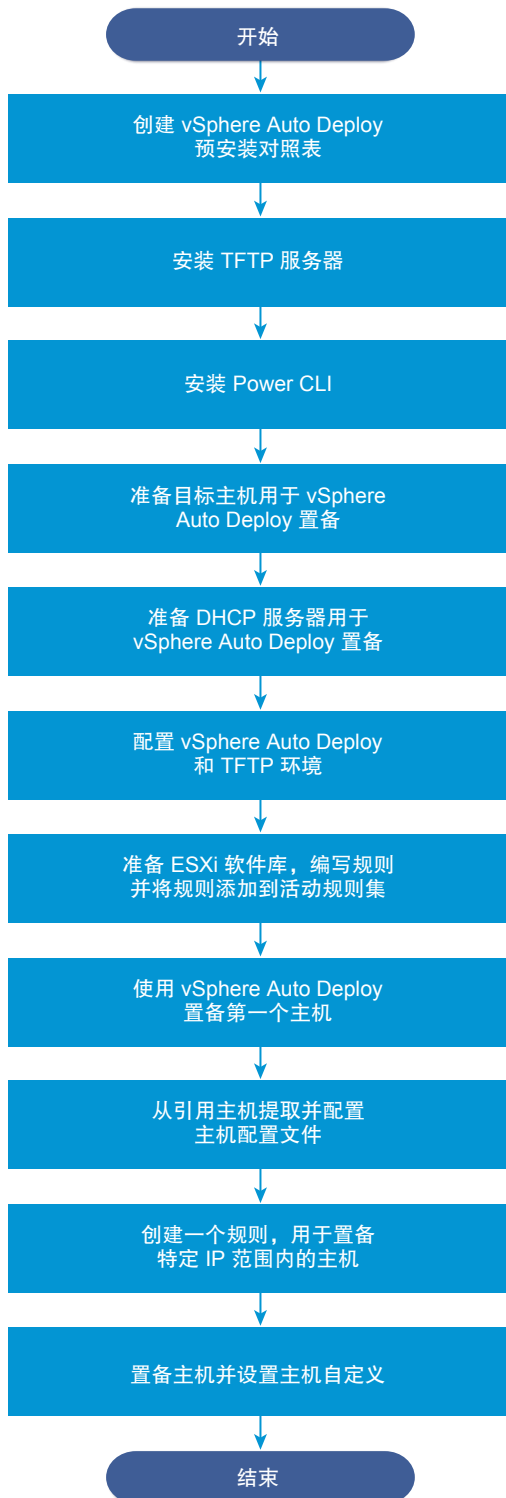 开始
创建 vSphere Auto Deploy
预安装对照表
安装 TFTP 服务器
安装 Power CLI
准备目标主机用于 vSphere
Auto Deploy 置备
准备 DHCP 服务器用于
vSphere Auto Deploy 置备
配置 vSphere Auto Deploy
和 TFTP 环境
准备 ESXi 软件库，编写规则
并将规则添加到活动规则集
使用 vSphere Auto Deploy
置备第一个主机
从引用主机提取并配置
主机配置文件
创建一个规则，用于置备
特定 IP 范围内的主机
置备主机并设置主机自定义
结束